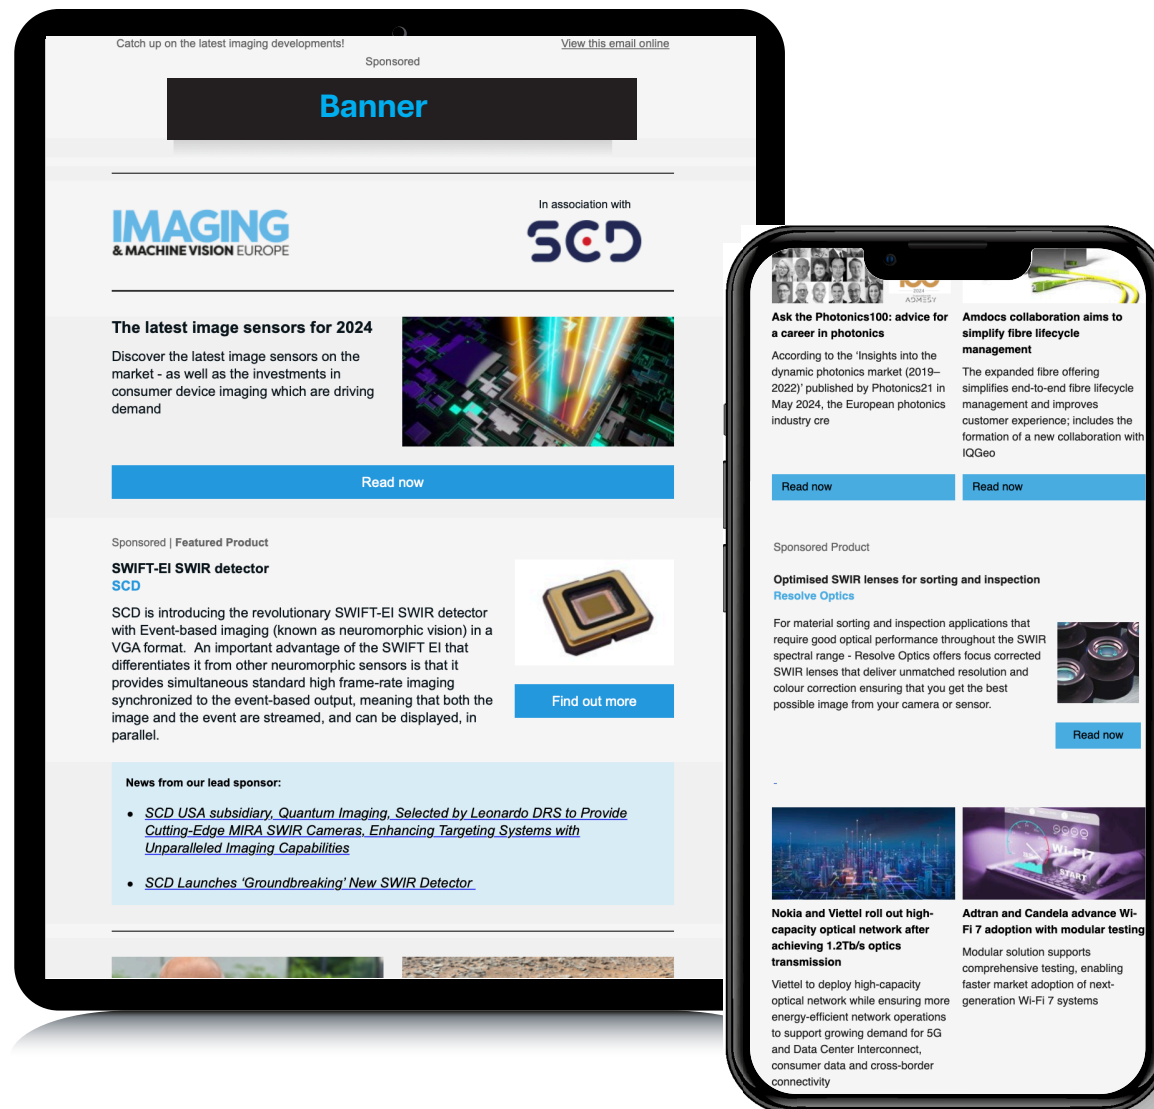 Catch up on the latest imaging developments!
View this email online
Sponsored
Banner
IMAGING
& MACHINE VISION EUROPE
In association with
SCD
The latest image sensors for 2024
Discover the latest image sensors on the
market - as well as the investments in
consumer device imaging which are driving
demand
Read now
Sponsored | Featured Product
SWIFT-EI SWIR detector
SCD
SCD is introducing the revolutionary SWIFT-EI SWIR detector
with Event-based imaging (known as neuromorphic vision) in a
VGA format.  An important advantage of the SWIFT EI that
differentiates it from other neuromorphic sensors is that it
provides simultaneous standard high frame-rate imaging
synchronized to the event-based output, meaning that both the
image and the event are streamed, and can be displayed, in
parallel.
Find out more
News from our lead sponsor:
• SCD USA subsidiary, Quantum Imaging, Selected by Leonardo DRS to Provide
Cutting-Edge MIRA SWIR Cameras, Enhancing Targeting Systems with
Unparalleled Imaging Capabilities
• SCD Launches ‘Groundbreaking’ New SWIR Detector
2024
ADMESY
Ask the Photonics100: advice for
a career in photonics
According to the ‘Insights into the
dynamic photonics market (2019–
2022)’ published by Photonics21 in
May 2024, the European photonics
industry cre
Read now
Amdocs collaboration aims to
simplify fibre lifecycle
management
The expanded fibre offering
simplifies end-to-end fibre lifecycle
management and improves
customer experience; includes the
formation of a new collaboration with
IQGeo
Read now
Sponsored Product
Optimised SWIR lenses for sorting and inspection
Resolve Optics
For material sorting and inspection applications that
require good optical performance throughout the SWIR
spectral range - Resolve Optics offers focus corrected
SWIR lenses that deliver unmatched resolution and
colour correction ensuring that you get the best
possible image from your camera or sensor.
Read now
-
Nokia and Viettel roll out high-
capacity optical network after
achieving 1.2Tb/s optics
transmission
Viettel to deploy high-capacity
optical network while ensuring more
energy-efficient network operations
to support growing demand for 5G
and Data Center Interconnect,
consumer data and cross-border
connectivity
WI-FI 7
START
Adtran and Candela advance Wi-
Fi 7 adoption with modular testing
Modular solution supports
comprehensive testing, enabling
faster market adoption of next-
generation Wi-Fi 7 systems